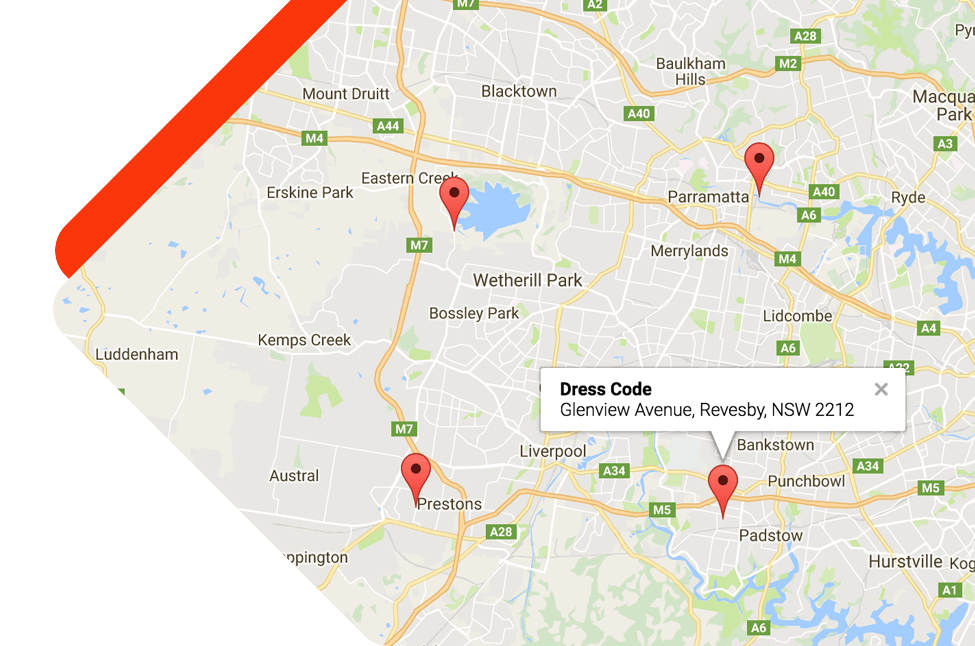 M7
A2
A28
Baulkham
Hills
M2
Mount Druitt
Blacktown
Macqua
Park
A40
A44
M4
A3
Eastern Creek
Erskine Park
Parramatta
A40
Ryde
A6
M7
Merrylands
M4
Wetherill Park
Bossley Park
Lidcombe
A4
Kemps Creek
A6
Luddenham
A22
Dress Code
Glenview Avenue, Revesby, NSW 2212
M7
Bankstown
Liverpool
A34
A34
Austral
Punchbowl
M5
Prestons
M5
A28
Padstow
ppington
Hurstville
Kog
A1
A6